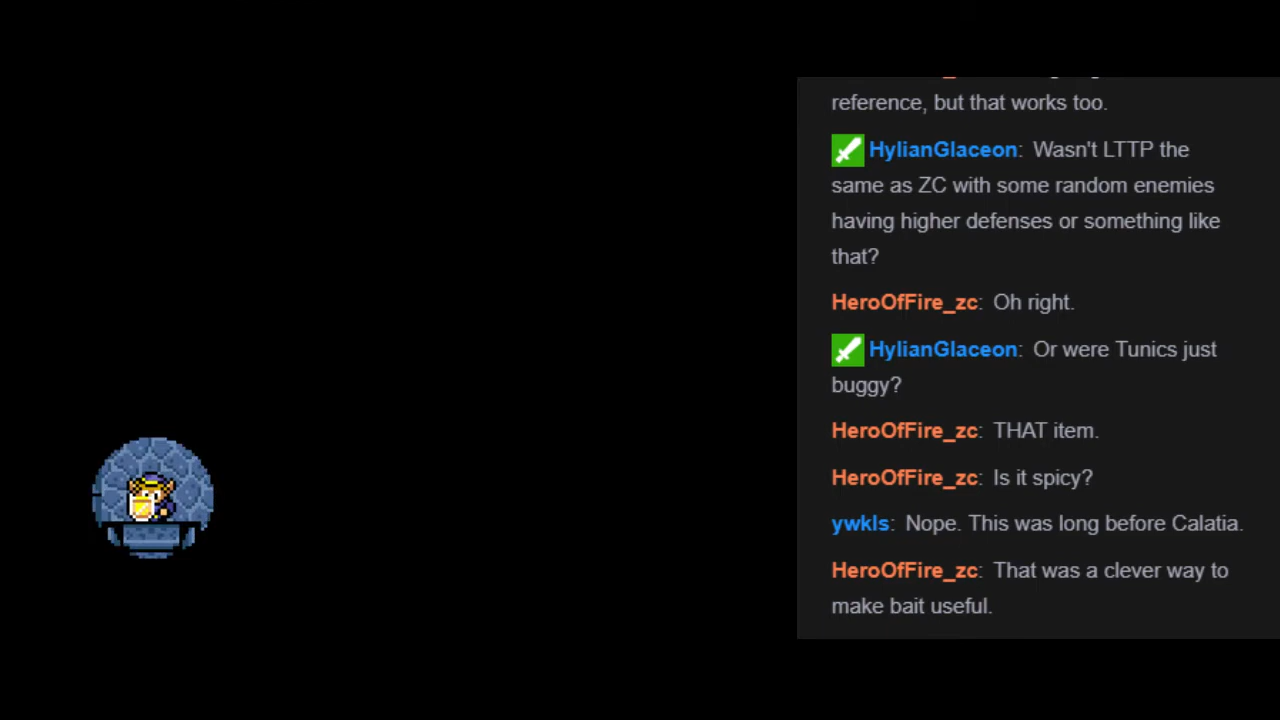 reference, but that works too.
HylianGlaceon: Wasn't LTTP the
same as ZC with some random enemies
having higher defenses or something like
that?
HeroOfFire_zc: Oh right.
HylianGlaceon: Or were Tunics just
buggy?
HeroOfFire_zc: THAT item.
HeroOfFire_zc: Is it spicy?
ywkls: Nope. This was long before Calatia.
HeroOfFire_zc: That was a clever way to
make bait useful.